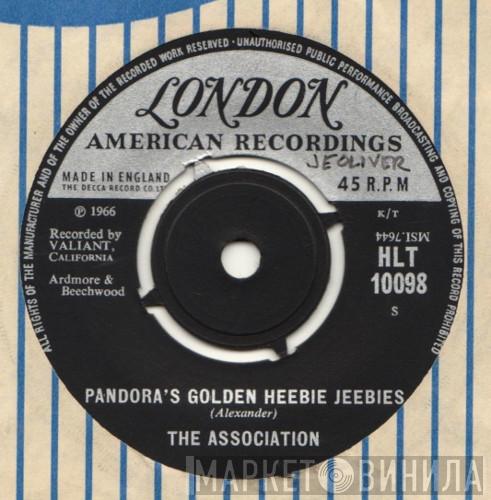 ALL RIGHTS OF THE MANUFACTURER AND OF THE OWNER OF THE RECORDED WORK RESERVED · UNAUTHORISED PUBLIC PERFORMANCE BROADCASTING AND COPYING OF THIS RECORD PROHIBITED
LONDON
AMERICAN RECORDINGS
JEOLIVER
MADE IN ENGLAND
THE DECCA RECORD CO. LT
45 R.P.M
℗ 1966
K/T
Recorded by
VALIANT,
CALIFORNIA
MSL.7644
HLT
10098
Ardmore &
Beechwood
S
PANDORA'S GOLDEN HEEBIE JEEBIES
(Alexander)
THE ASSOCIATION
МАРКЕТ ВИНИЛА